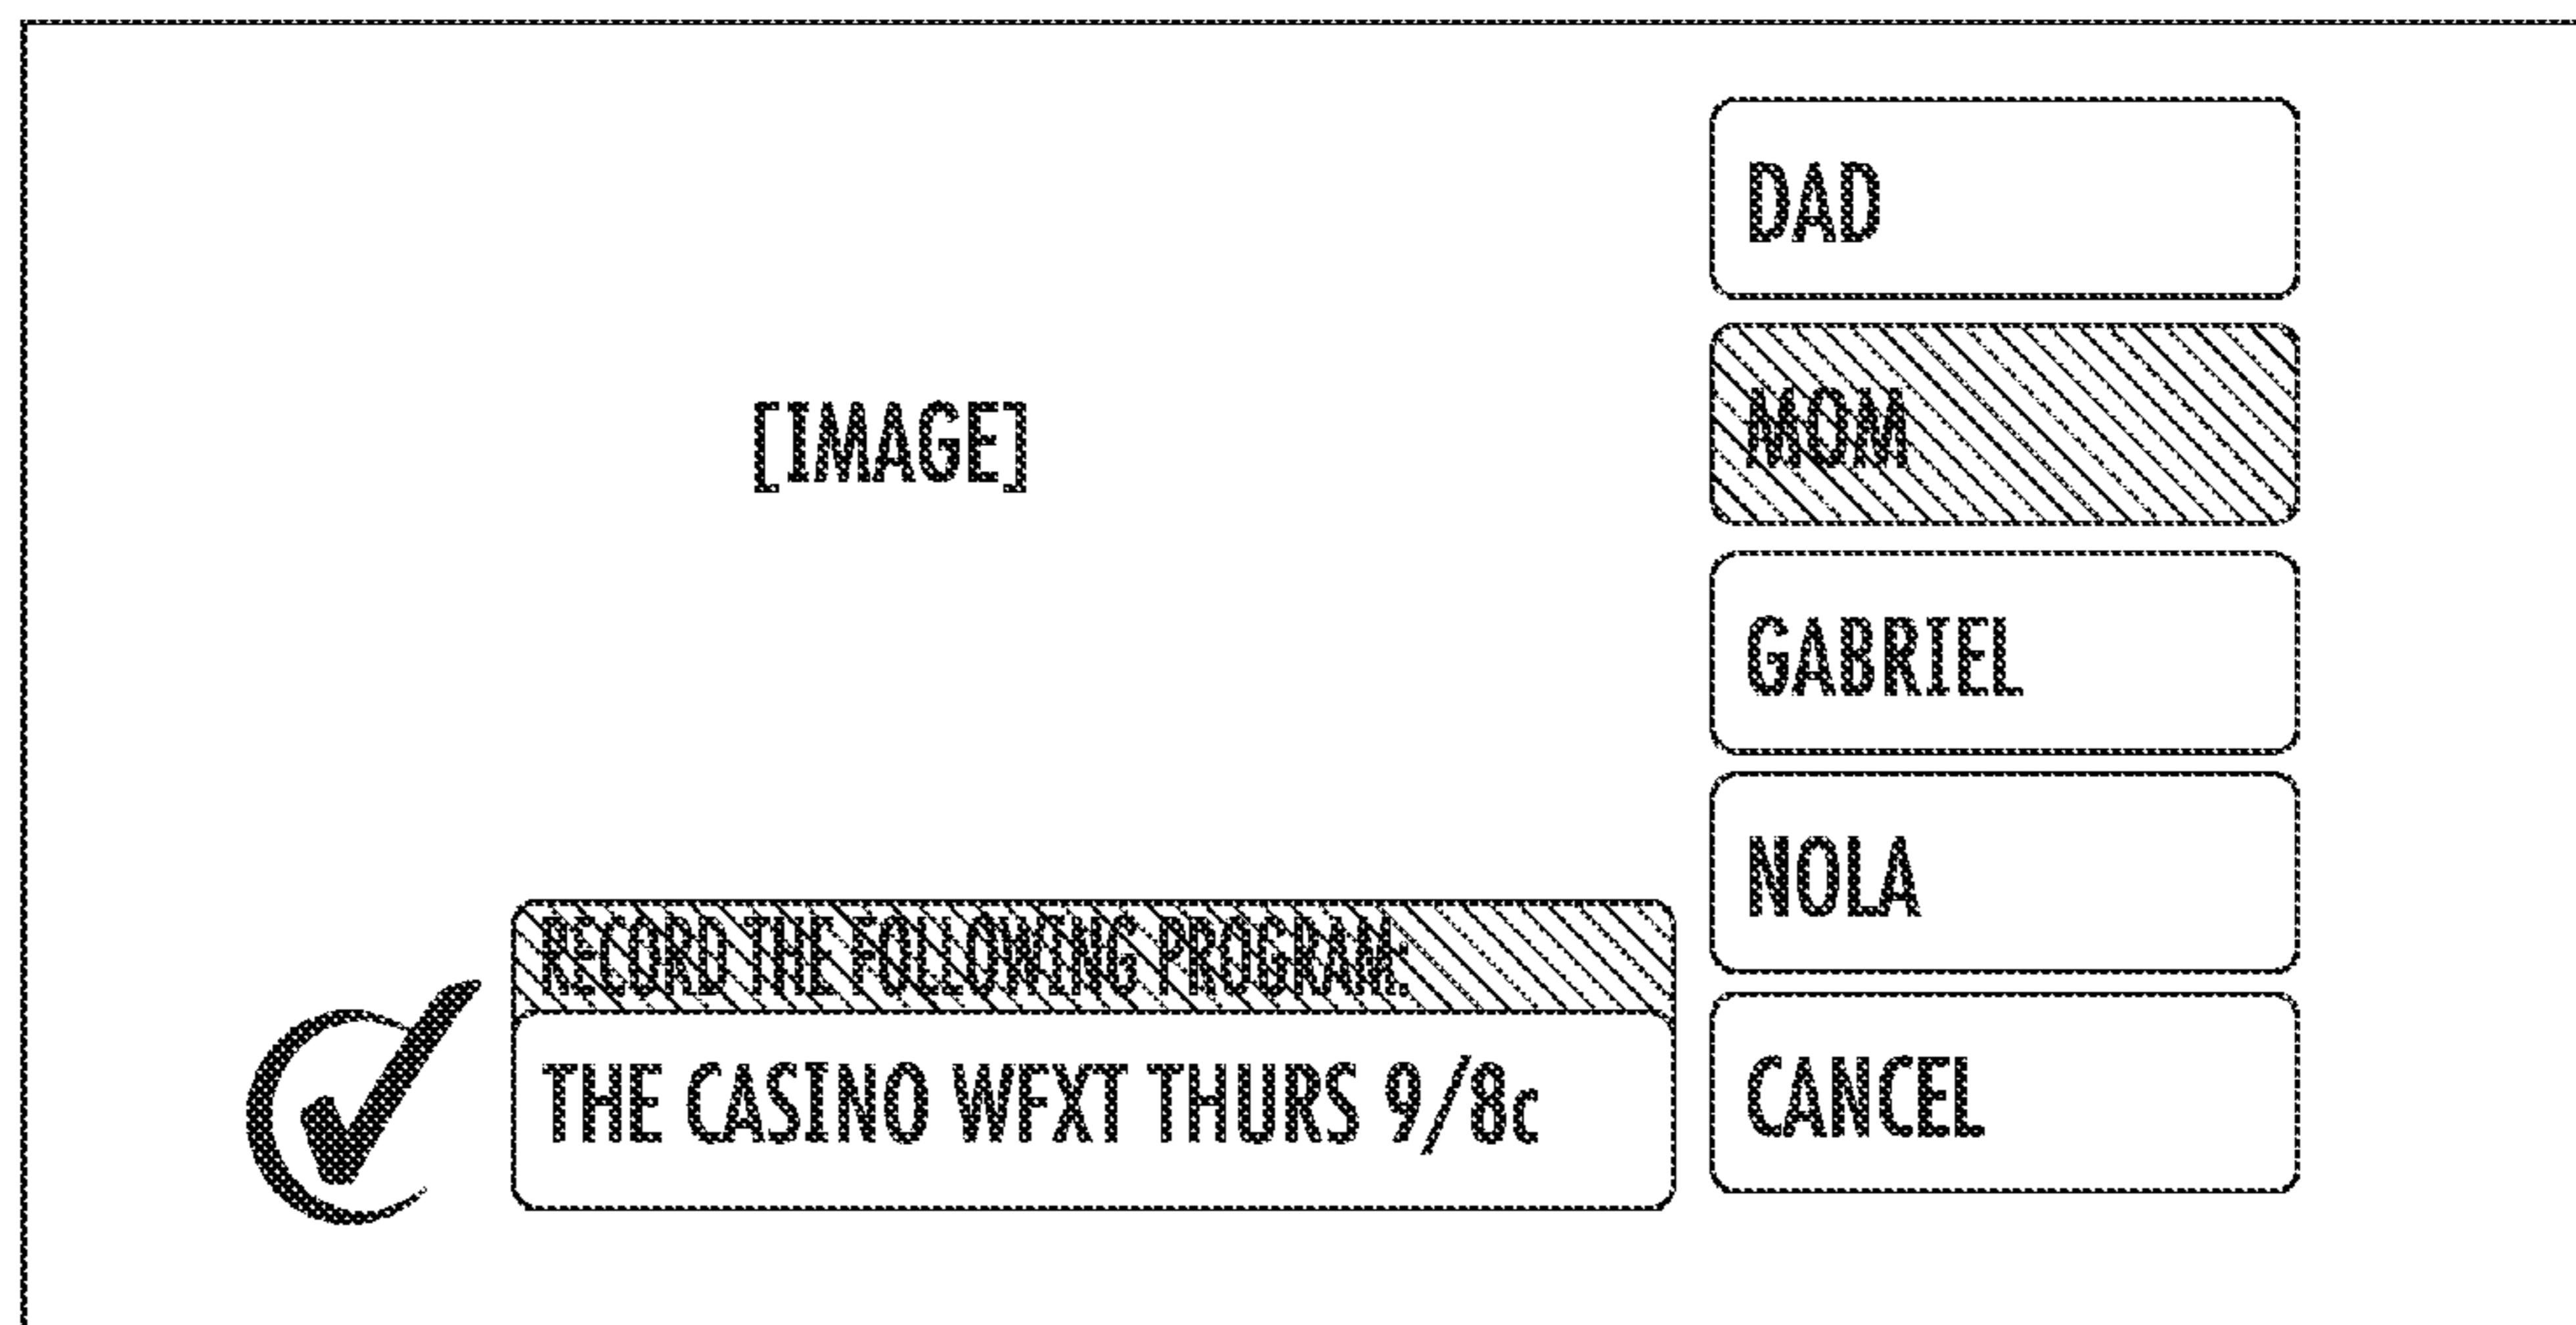 [IMAGE]
RECORD THE FOLLOWING PROGRAM:
THE CASINO WFXT THURS 9/8c
DAD
MOM
GABRIEL
NOLA
CANCEL